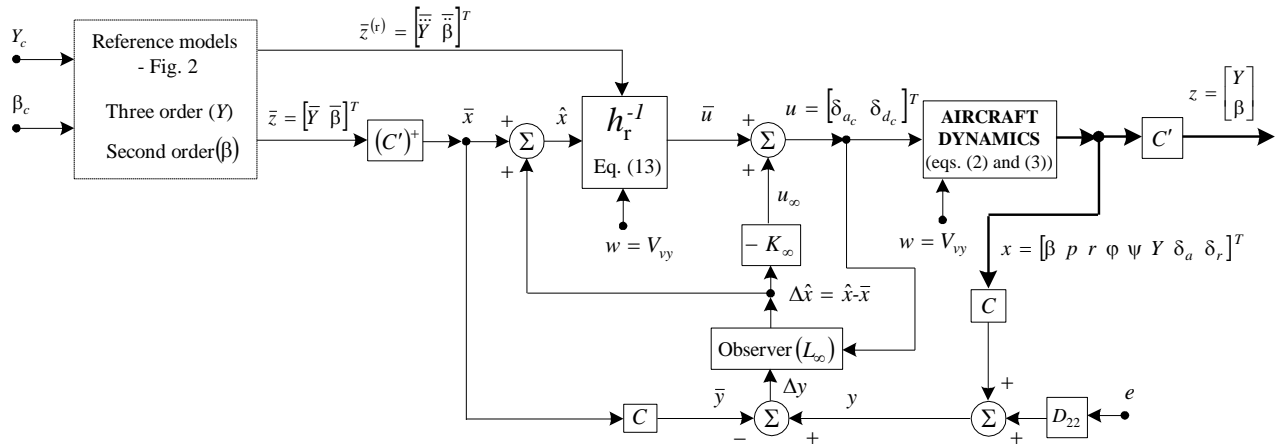 Y_c
β_c
Reference models
- Fig. 2
Three order (Y)
Second order(β)
z̄^(r) = [Y⃛̄ β̈̄]^T
z̄ = [Ȳ β̄]^T
(C′)^+
x̄
+
+
Σ
x̂
h_r^-1
Eq. (13)
w = V_vy
ū
+
+
Σ
u = [δ_a_c δ_d_c]^T
AIRCRAFT
DYNAMICS
(eqs. (2) and (3))
w = V_vy
C′
z = [Y β]
u_∞
− K_∞
x = [β p r φ ψ Y δ_a δ_r]^T
Δx̂ = x̂-x̄
C
Observer(L_∞)
Δy
C
ȳ
−
Σ
+
y
+
Σ
+
D_22
e